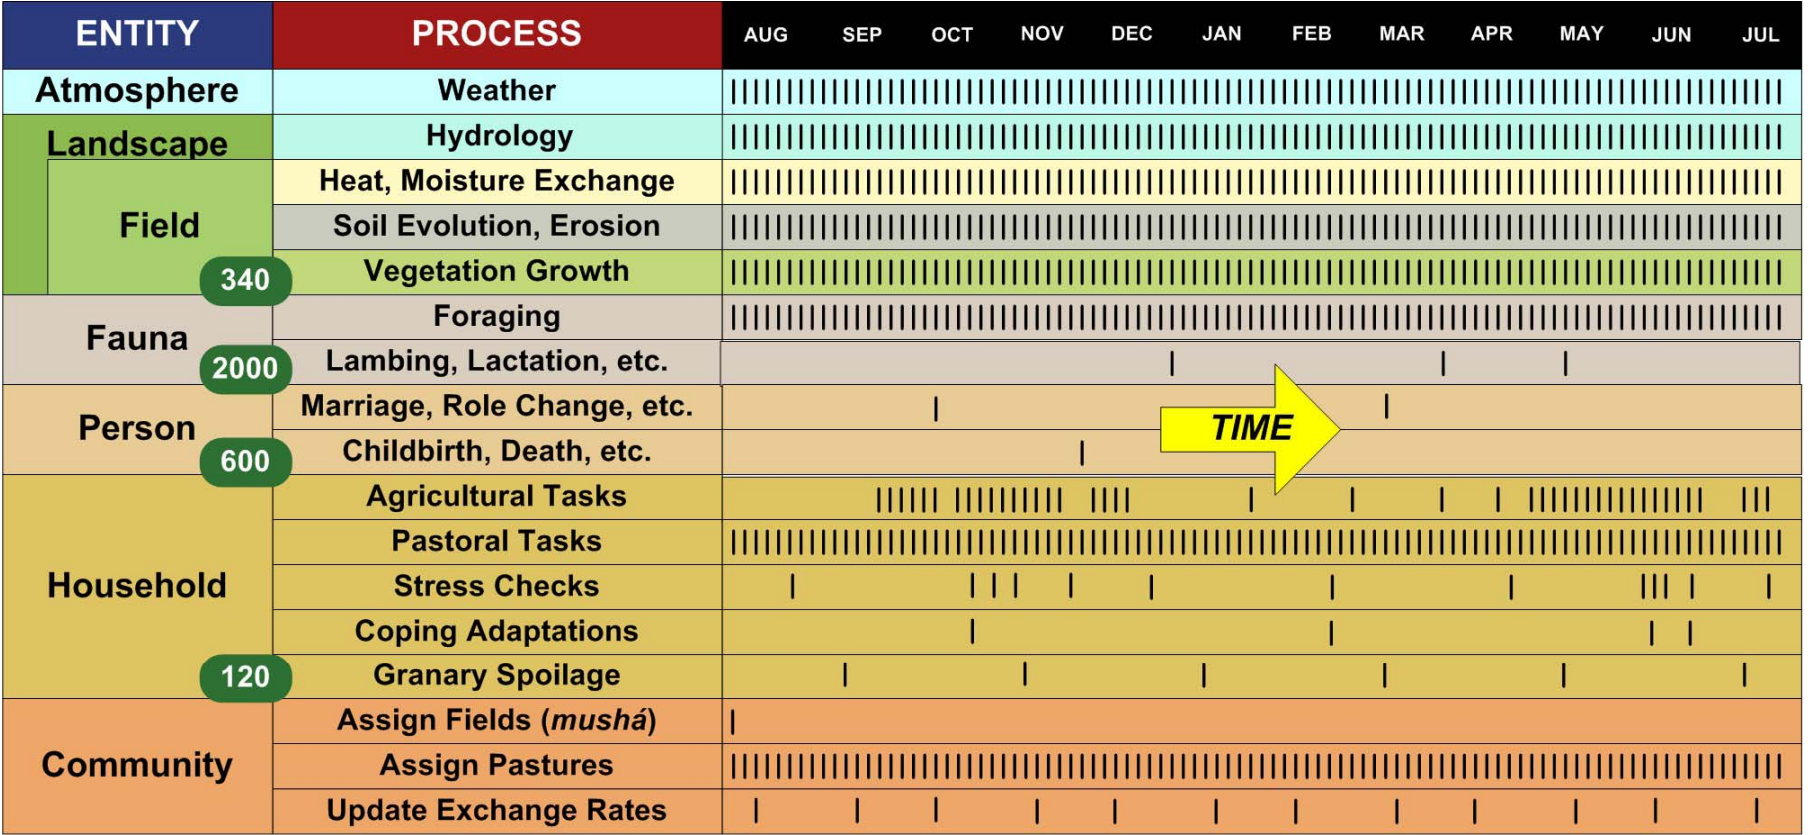 ENTITY PROCESS AUG SEP OCT NOV DEC JAN FEB MAR APR MAY JUN JUL
Atmosphere Weather
Landscape Hydrology
Heat, Moisture Exchange
Field Soil Evolution, Erosion
340 Vegetation Growth
Fauna Foraging
2000 Lambing, Lactation, etc.
Person Marriage, Role Change, etc. TIME
600 Childbirth, Death, etc.
Agricultural Tasks
Pastoral Tasks
Household Stress Checks
Coping Adaptations
120 Granary Spoilage
Assign Fields (mushá)
Community Assign Pastures
Update Exchange Rates